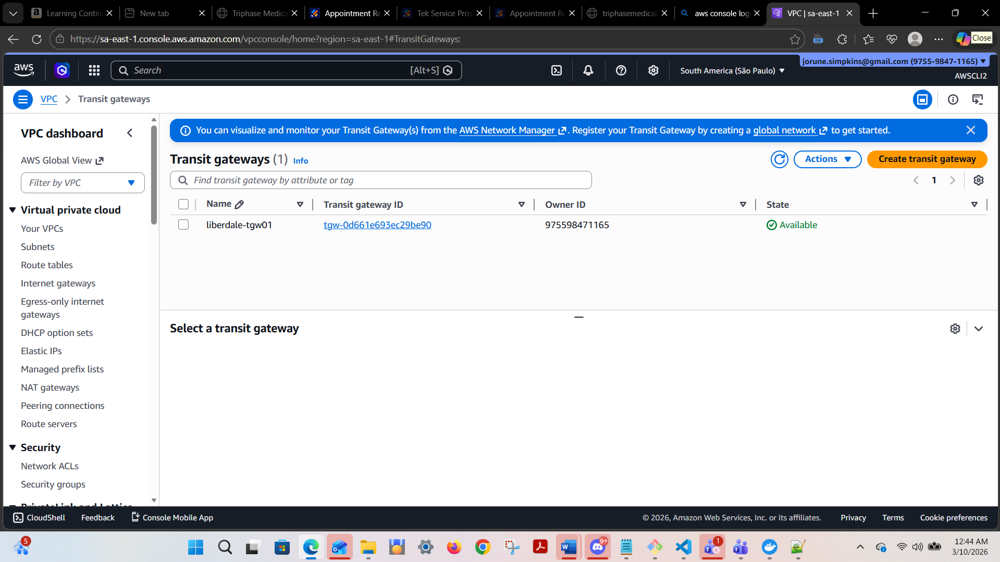 Learning Contin
New tab
Triphase Medica
Appointment Re
Tek Service Pros
Appointment Re
triphasemedical.
aws console log
VPC | sa-east-1
https://sa-east-1.console.aws.amazon.com/vpcconsole/home?region=sa-east-1#TransitGateways:
Close
aws
Search
[Alt+S]
South America (São Paulo)
jorune.simpkins@gmail.com (9755-9847-1165)
AWSCLI2
VPC
Transit gateways
VPC dashboard
AWS Global View
Filter by VPC
Virtual private cloud
Your VPCs
Subnets
Route tables
Internet gateways
Egress-only internet
gateways
DHCP option sets
Elastic IPs
Managed prefix lists
NAT gateways
Peering connections
Route servers
Security
Network ACLs
Security groups
PrivateLink and Lattice
You can visualize and monitor your Transit Gateway(s) from the AWS Network Manager. Register your Transit Gateway by creating a global network to get started.
Transit gateways (1) Info
Actions
Create transit gateway
Find transit gateway by attribute or tag
1
Name
Transit gateway ID
Owner ID
State
liberdale-tgw01
tgw-0d661e693ec29be90
975598471165
Available
Select a transit gateway
CloudShell
Feedback
Console Mobile App
© 2026, Amazon Web Services, Inc. or its affiliates.
Privacy
Terms
Cookie preferences
5
9+
1
12:44 AM
3/10/2026